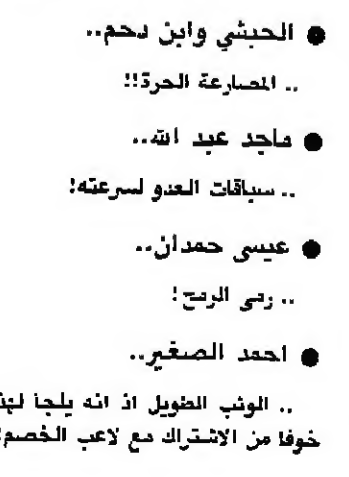 ● الحبشي وابن دحم..
.. المصارعة الحرة!!
● ماجد عبد الله..
.. سباقات العدو لسرعته!
● عيسى حمدان..
.. رمي الرمح!
● احمد الصغير..
.. الوثب الطويل اذ انه يلجأ
خوفا من الاشتراك مع لاعب الخصم